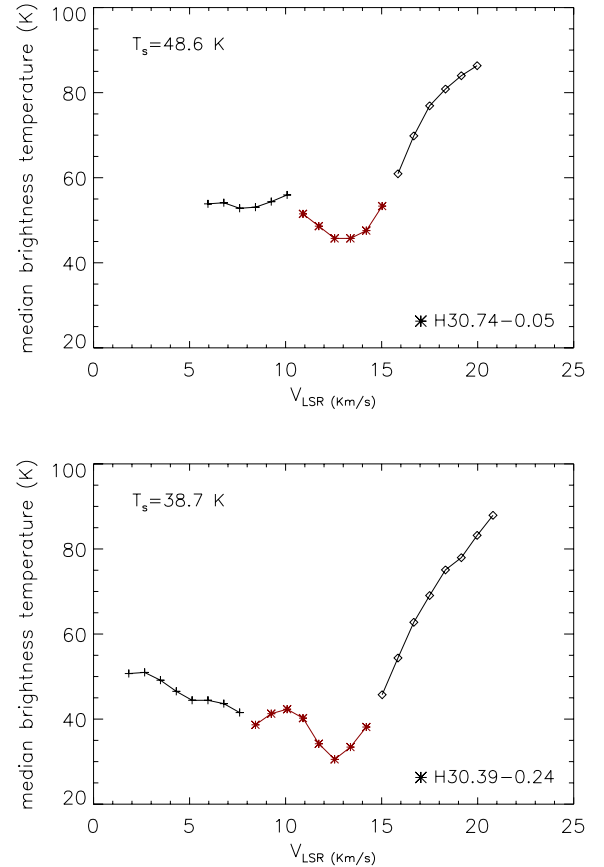 median brightness temperature (K)
100
80
60
40
20
T_s=48.6 K
✳ H30.74−0.05
0 5 10 15 20 25
V_LSR (Km/s)
median brightness temperature (K)
100
80
60
40
20
T_s=38.7 K
✳ H30.39−0.24
0 5 10 15 20 25
V_LSR (Km/s)